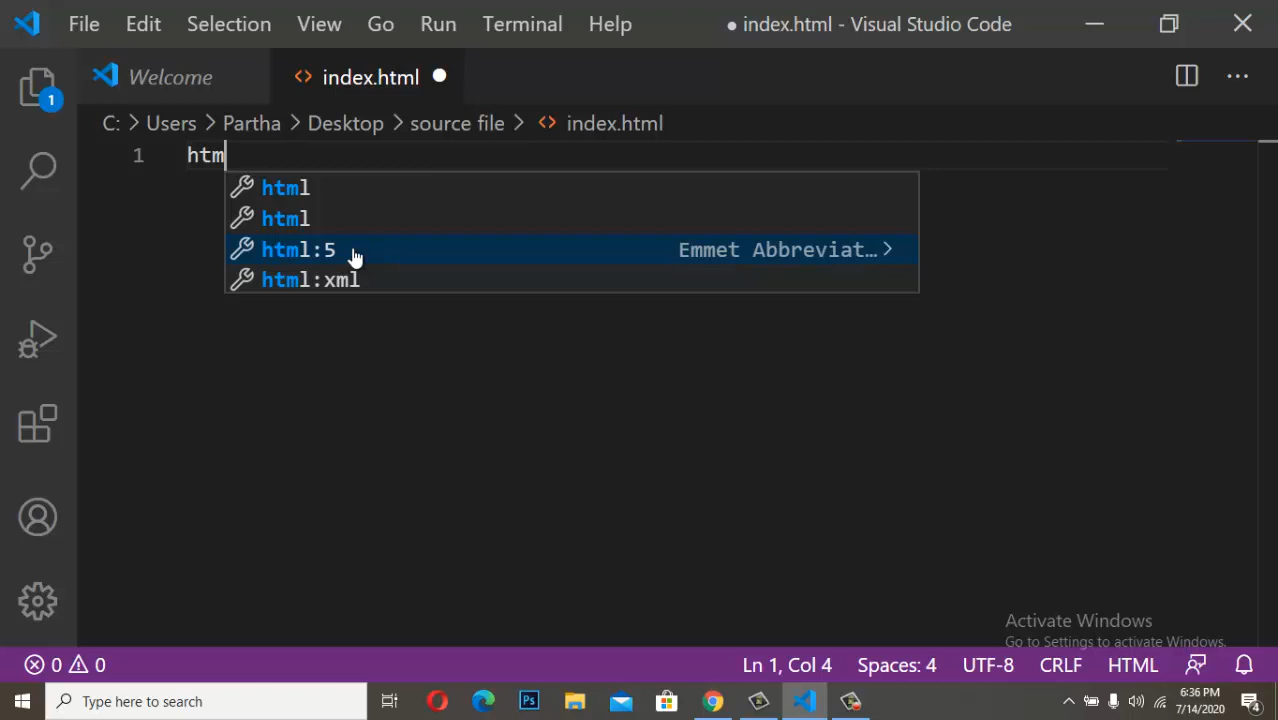 File Edit Selection View Go Run Terminal Help ● index.html - Visual Studio Code
Welcome index.html
1
C: > Users > Partha > Desktop > source file > index.html
1 htm
html
html
html:5 Emmet Abbreviat… >
html:xml
Activate Windows
Go to Settings to activate Windows.
0 0 Ln 1, Col 4 Spaces: 4 UTF-8 CRLF HTML
Type here to search Ps 6:36 PM
7/14/2020 4